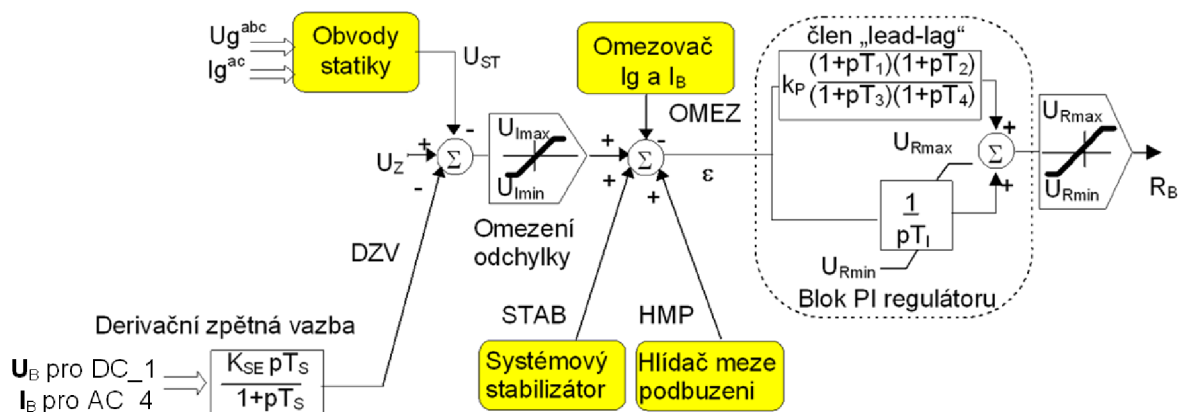 Ug^abc
Ig^ac
Obvody
statiky
U_ST
Omezovač
Ig a I_B
OMEZ
člen „lead-lag“
k_P (1+pT_1)(1+pT_2)
(1+pT_3)(1+pT_4)
-
+
U_Z
-
Σ
U_Imax
U_Imin
Omezení
odchylky
+
-
+
+
Σ
ε
+
+
+
Σ
U_Rmax
1
pT_I
U_Rmin
Blok PI regulátoru
U_Rmax
U_Rmin
R_B
DZV
STAB
HMP
Derivační zpětná vazba
U_B pro DC_1
I_B pro AC_4
K_SE pT_S
1+pT_S
Systémový
stabilizátor
Hlídač meze
podbuzeni